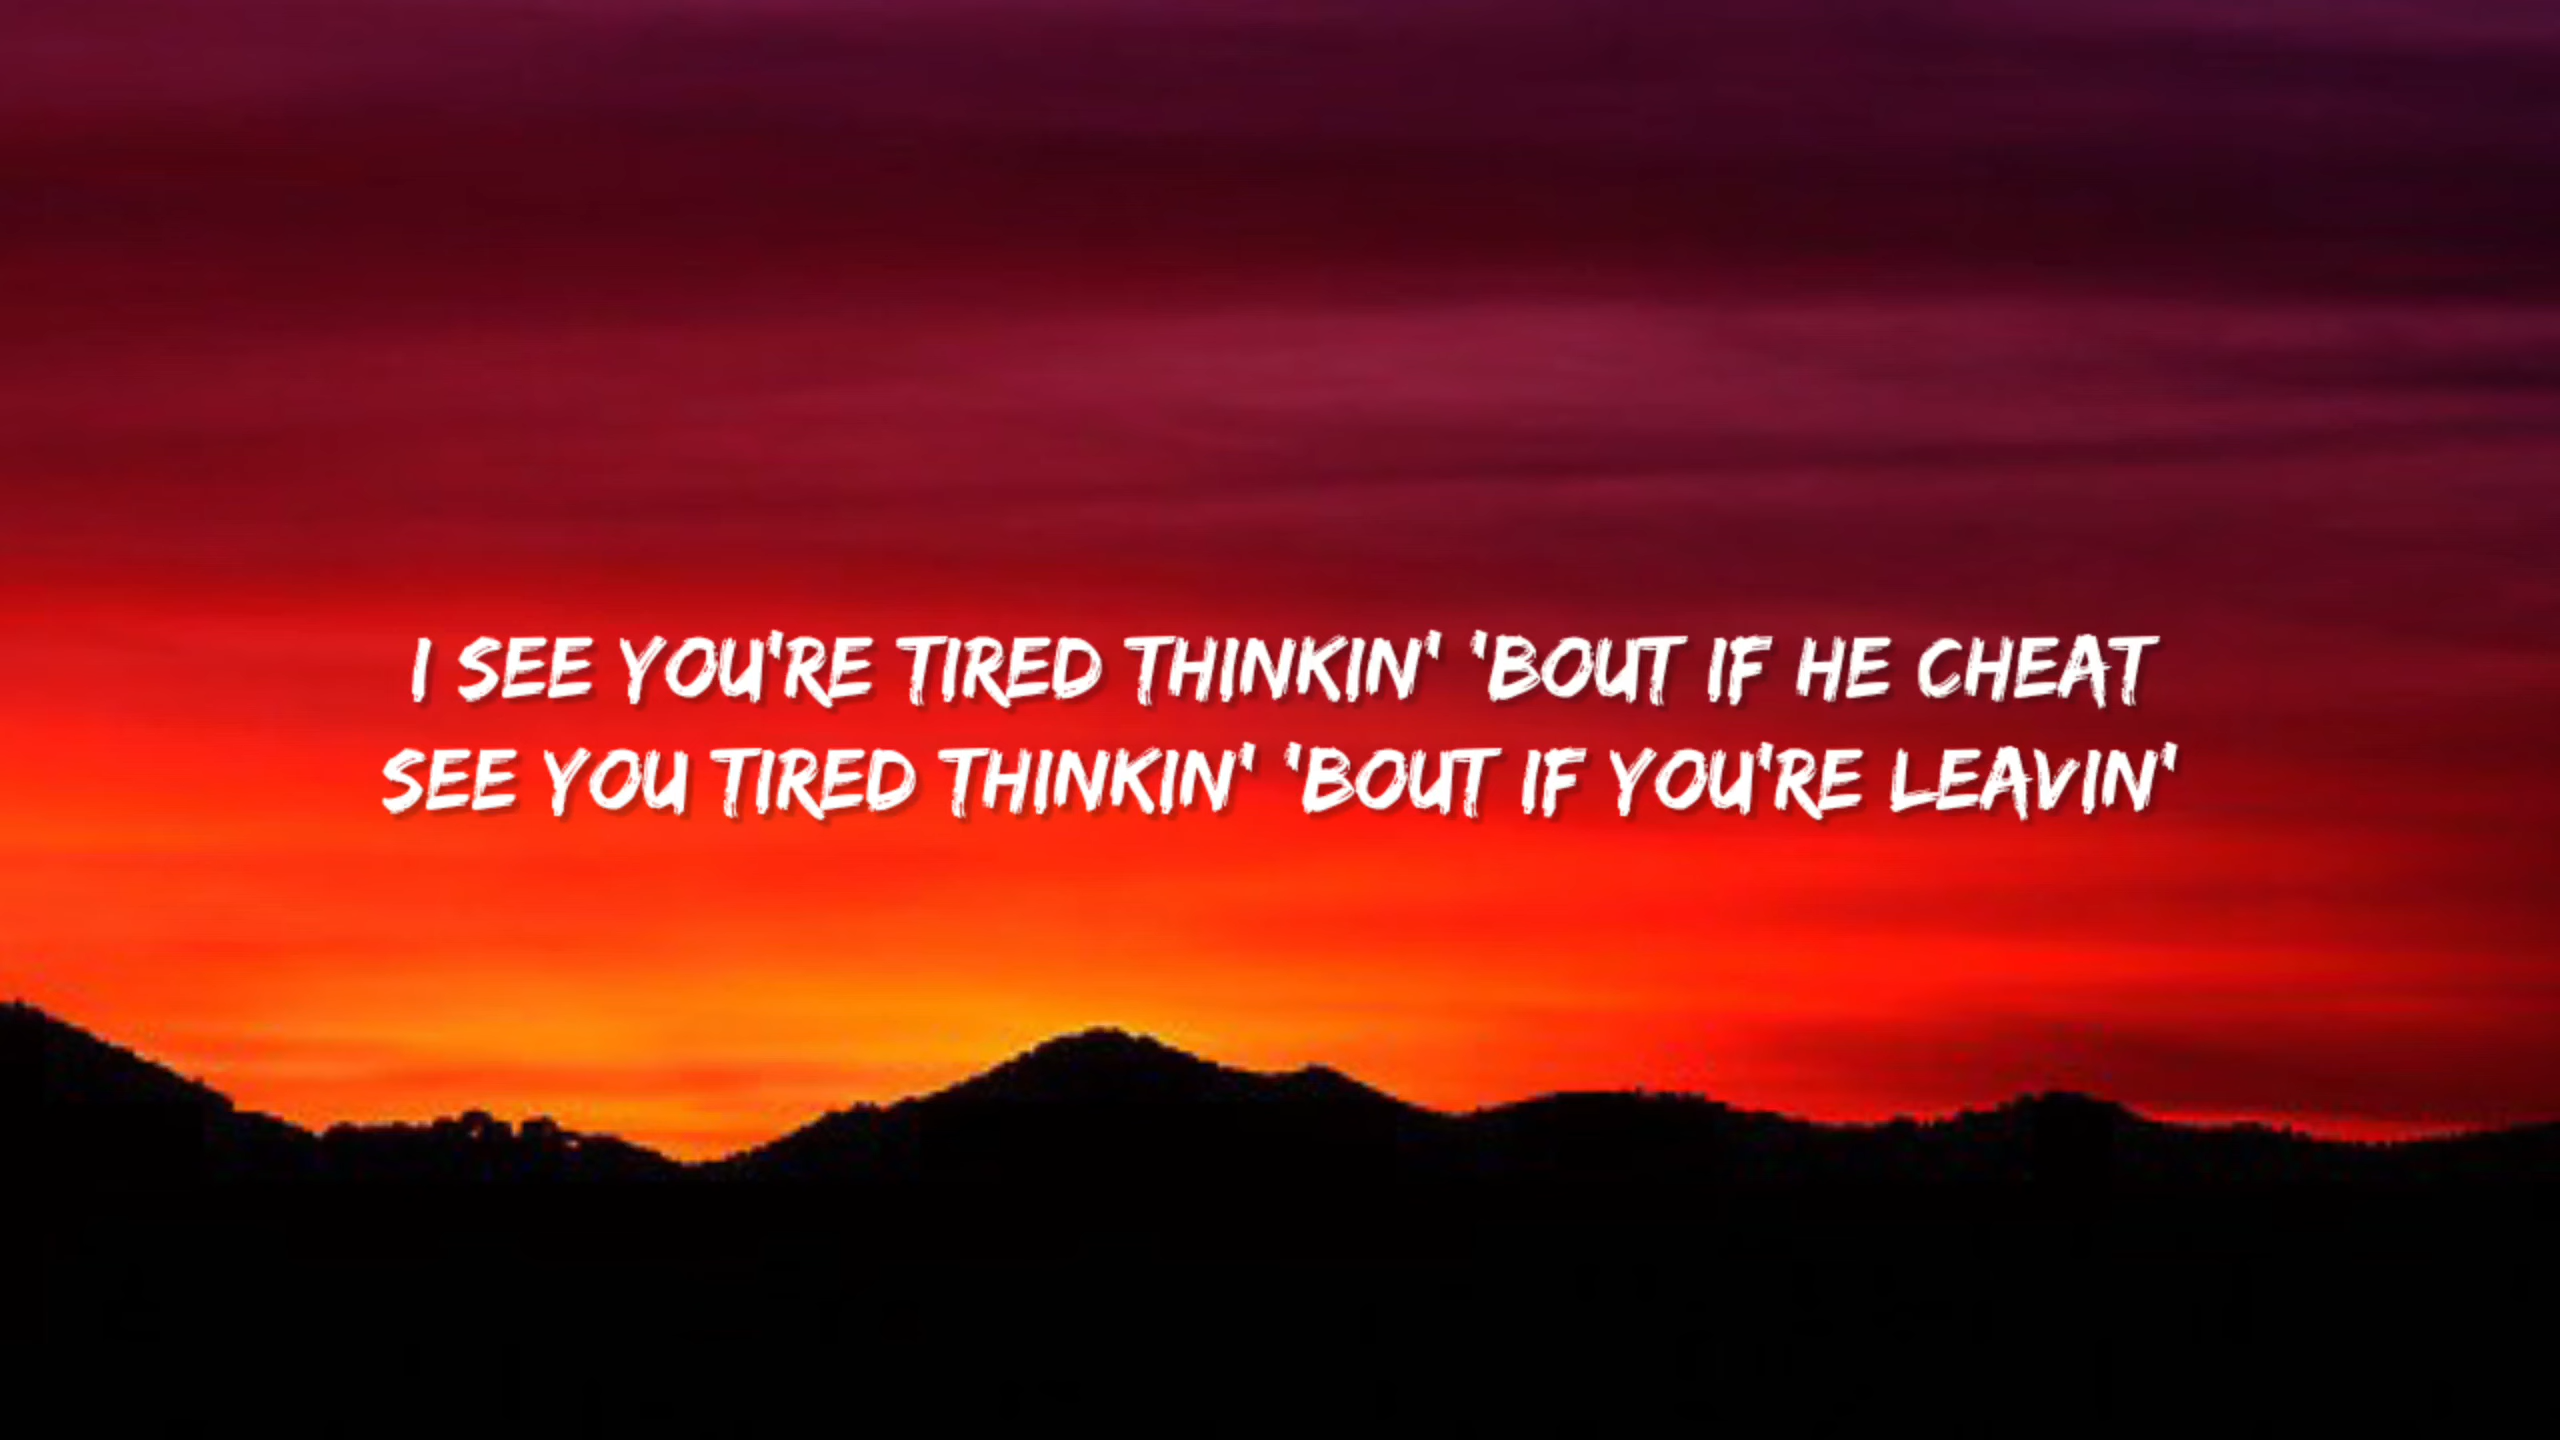 I SEE YOU'RE TIRED THINKIN' 'BOUT IF HE CHEAT
SEE YOU TIRED THINKIN' 'BOUT IF YOU'RE LEAVIN'